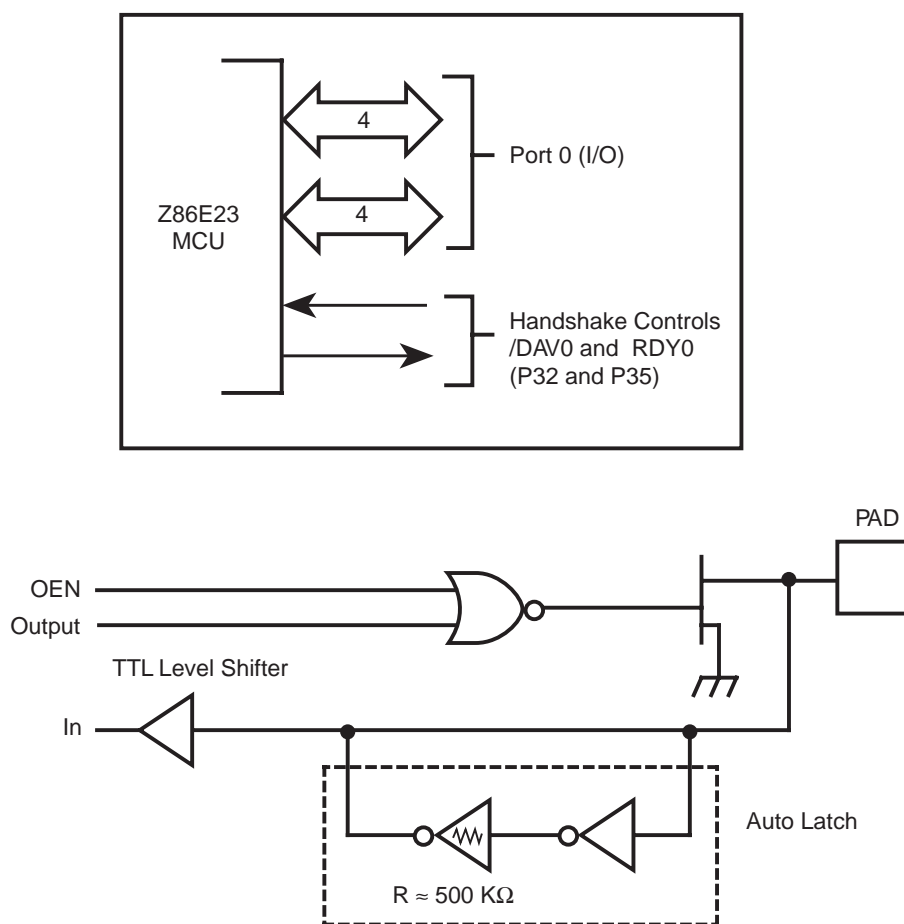 Z86E23
MCU
4
4
Port 0 (I/O)
Handshake Controls
/DAV0 and RDY0
(P32 and P35)
PAD
OEN
Output
TTL Level Shifter
In
Auto Latch
R ≈ 500 KΩ